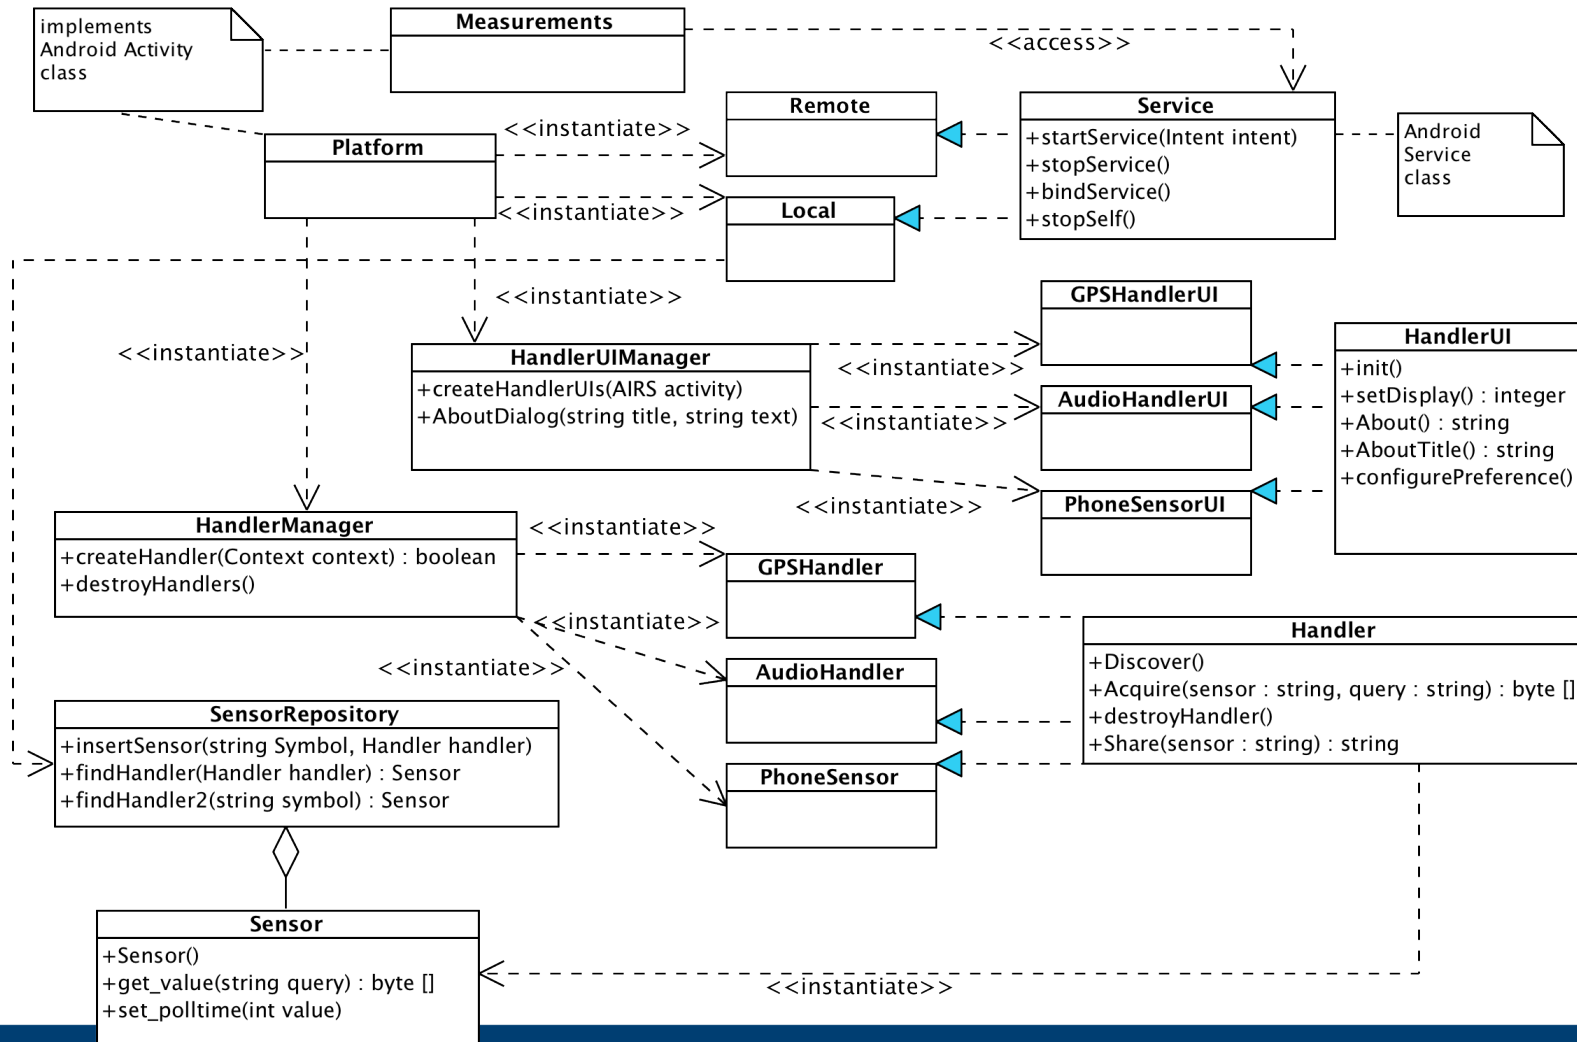 implements
Android Activity
class
Measurements
<<access>>
Remote
Service
+startService(Intent intent)
+stopService()
+bindService()
+stopSelf()
Android
Service
class
<<instantiate>>
Platform
<<instantiate>>
Local
<<instantiate>>
<<instantiate>>
GPSHandlerUI
HandlerUI
+init()
+setDisplay() : integer
+About() : string
+AboutTitle() : string
+configurePreference()
HandlerUIManager
+createHandlerUIs(AIRS activity)
+AboutDialog(string title, string text)
<<instantiate>>
AudioHandlerUI
<<instantiate>>
<<instantiate>>
PhoneSensorUI
HandlerManager
+createHandler(Context context) : boolean
+destroyHandlers()
<<instantiate>>
GPSHandler
<<instantiate>>
Handler
+Discover()
+Acquire(sensor : string, query : string) : byte []
+destroyHandler()
+Share(sensor : string) : string
<<instantiate>>
AudioHandler
SensorRepository
+insertSensor(string Symbol, Handler handler)
+findHandler(Handler handler) : Sensor
+findHandler2(string symbol) : Sensor
PhoneSensor
Sensor
+Sensor()
+get_value(string query) : byte []
+set_polltime(int value)
<<instantiate>>